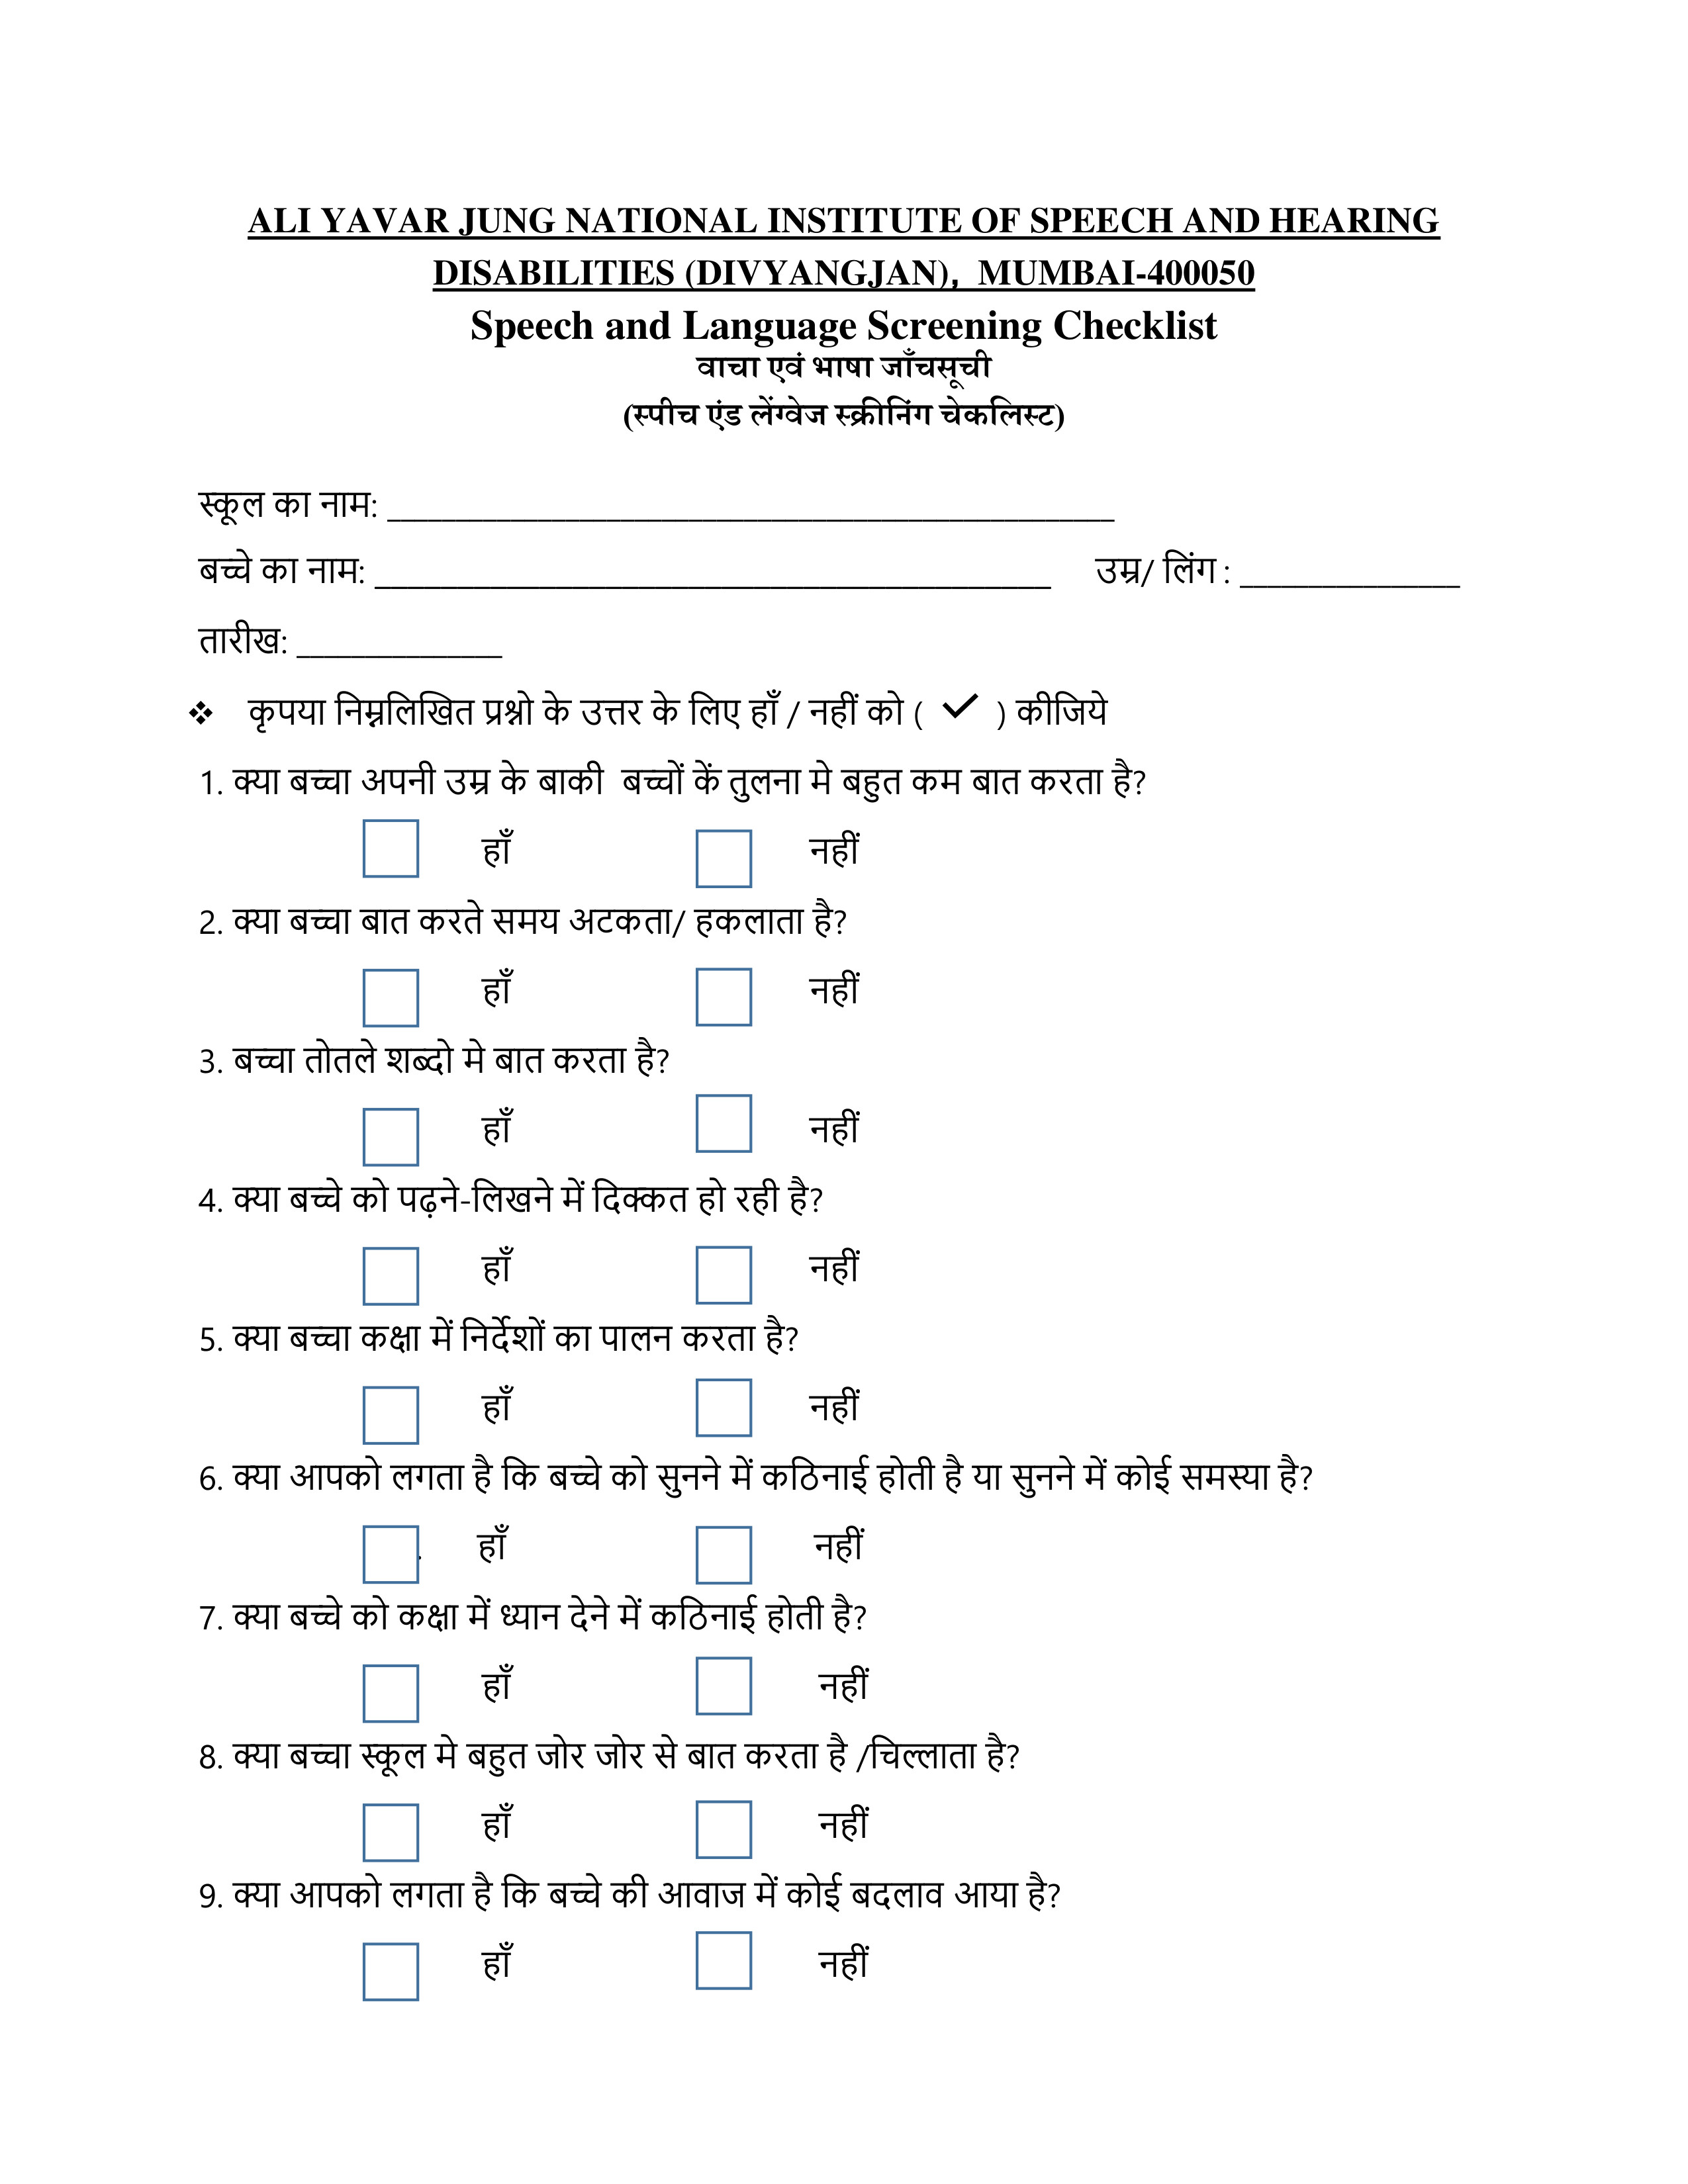 ALI YAVAR JUNG NATIONAL INSTITUTE OF SPEECH AND HEARING
DISABILITIES (DIVYANGJAN), MUMBAI-400050
Speech and Language Screening Checklist
वाचा एवं भाषा जाँचसूची
(स्पीच एंड लेंग्वेज स्क्रीनिंग चेकलिस्ट)
स्कूल का नाम: ______________________________________________
बच्चे का नाम: ___________________________________________ उम्र/ लिंग : ______________
तारीख: _____________
❖ कृपया निम्नलिखित प्रश्नो के उत्तर के लिए हाँ / नहीं को ( ✓ ) कीजिये
1. क्या बच्चा अपनी उम्र के बाकी बच्चों कें तुलना मे बहुत कम बात करता है?
हाँ नहीं
2. क्या बच्चा बात करते समय अटकता/ हकलाता है?
हाँ नहीं
3. बच्चा तोतले शब्दो मे बात करता है?
हाँ नहीं
4. क्या बच्चे को पढ़ने-लिखने में दिक्कत हो रही है?
हाँ नहीं
5. क्या बच्चा कक्षा में निर्देशों का पालन करता है?
हाँ नहीं
6. क्या आपको लगता है कि बच्चे को सुनने में कठिनाई होती है या सुनने में कोई समस्या है?
हाँ नहीं
7. क्या बच्चे को कक्षा में ध्यान देने में कठिनाई होती है?
हाँ नहीं
8. क्या बच्चा स्कूल मे बहुत जोर जोर से बात करता है /चिल्लाता है?
हाँ नहीं
9. क्या आपको लगता है कि बच्चे की आवाज में कोई बदलाव आया है?
हाँ नहीं